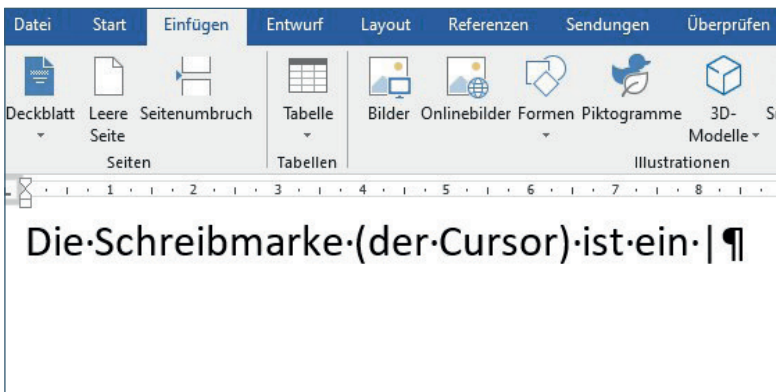 Datei Start Einfügen Entwurf Layout Referenzen Sendungen Überprüfen
Deckblatt Leere Seitenumbruch Tabelle Bilder Onlinebilder Formen Piktogramme 3D-
Seite Modelle
Seiten Tabellen Illustrationen
1 2 3 4 5 6 7 8
Die·Schreibmarke·(der·Cursor)·ist·ein·|¶